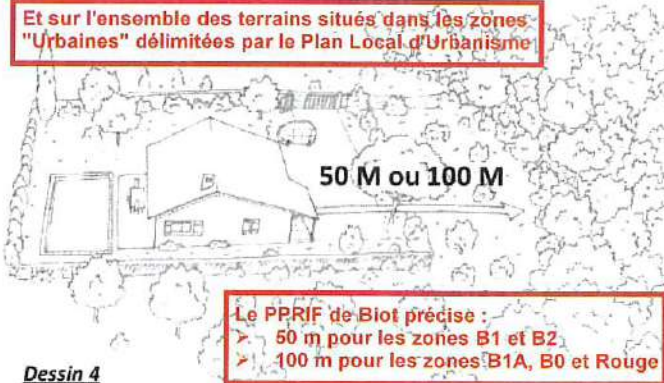 Et sur l'ensemble des terrains situés dans les zones
"Urbaines" délimitées par le Plan Local d'Urbanisme
50 M ou 100 M
Le PPRIF de Biot précise :
➢ 50 m pour les zones B1 et B2
➢ 100 m pour les zones B1A, B0 et Rouge
Dessin 4